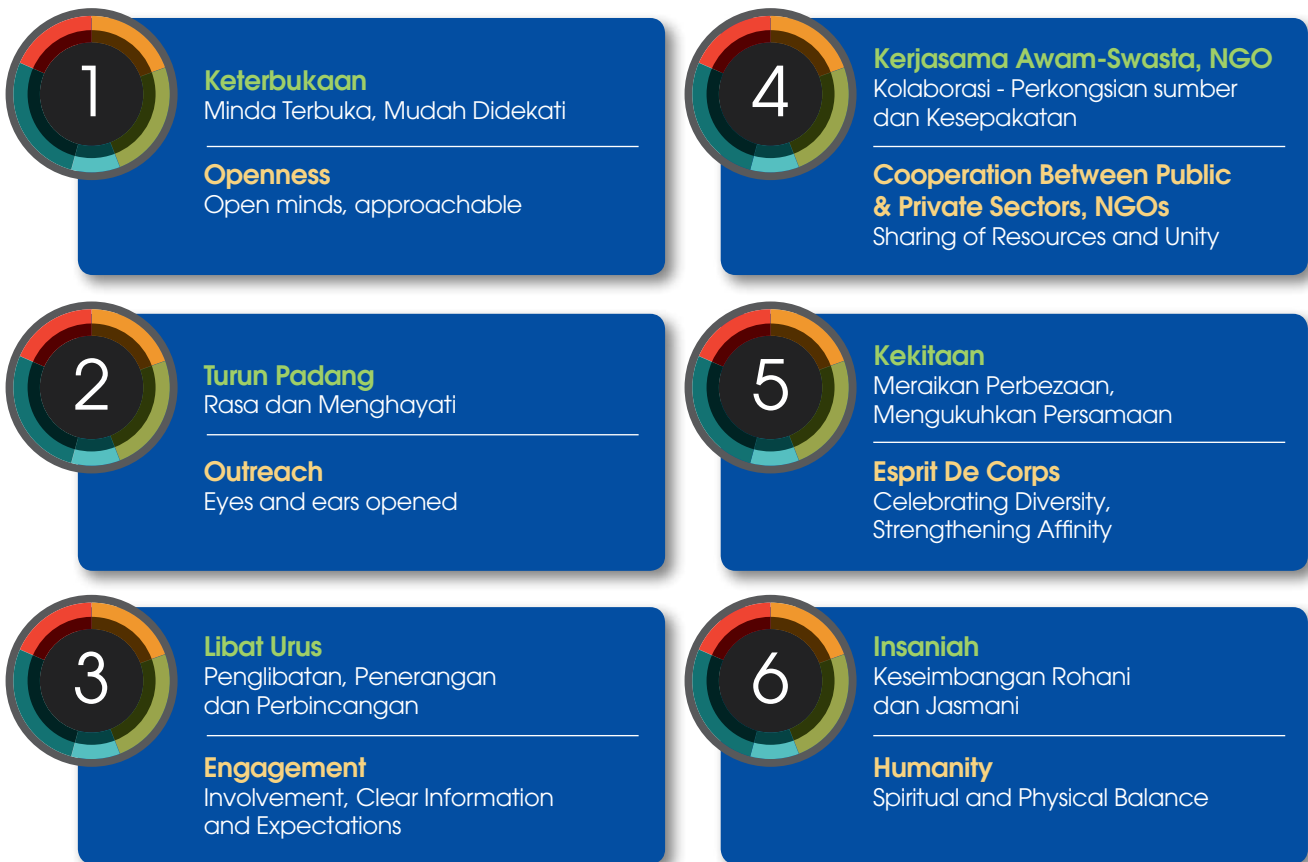 1
Keterbukaan
Minda Terbuka, Mudah Didekati
Openness
Open minds, approachable
2
Turun Padang
Rasa dan Menghayati
Outreach
Eyes and ears opened
3
Libat Urus
Penglibatan, Penerangan
dan Perbincangan
Engagement
Involvement, Clear Information
and Expectations
4
Kerjasama Awam-Swasta, NGO
Kolaborasi - Perkongsian sumber
dan Kesepakatan
Cooperation Between Public
& Private Sectors, NGOs
Sharing of Resources and Unity
5
Kekitaan
Meraikan Perbezaan,
Mengukuhkan Persamaan
Esprit De Corps
Celebrating Diversity,
Strengthening Affinity
6
Insaniah
Keseimbangan Rohani
dan Jasmani
Humanity
Spiritual and Physical Balance